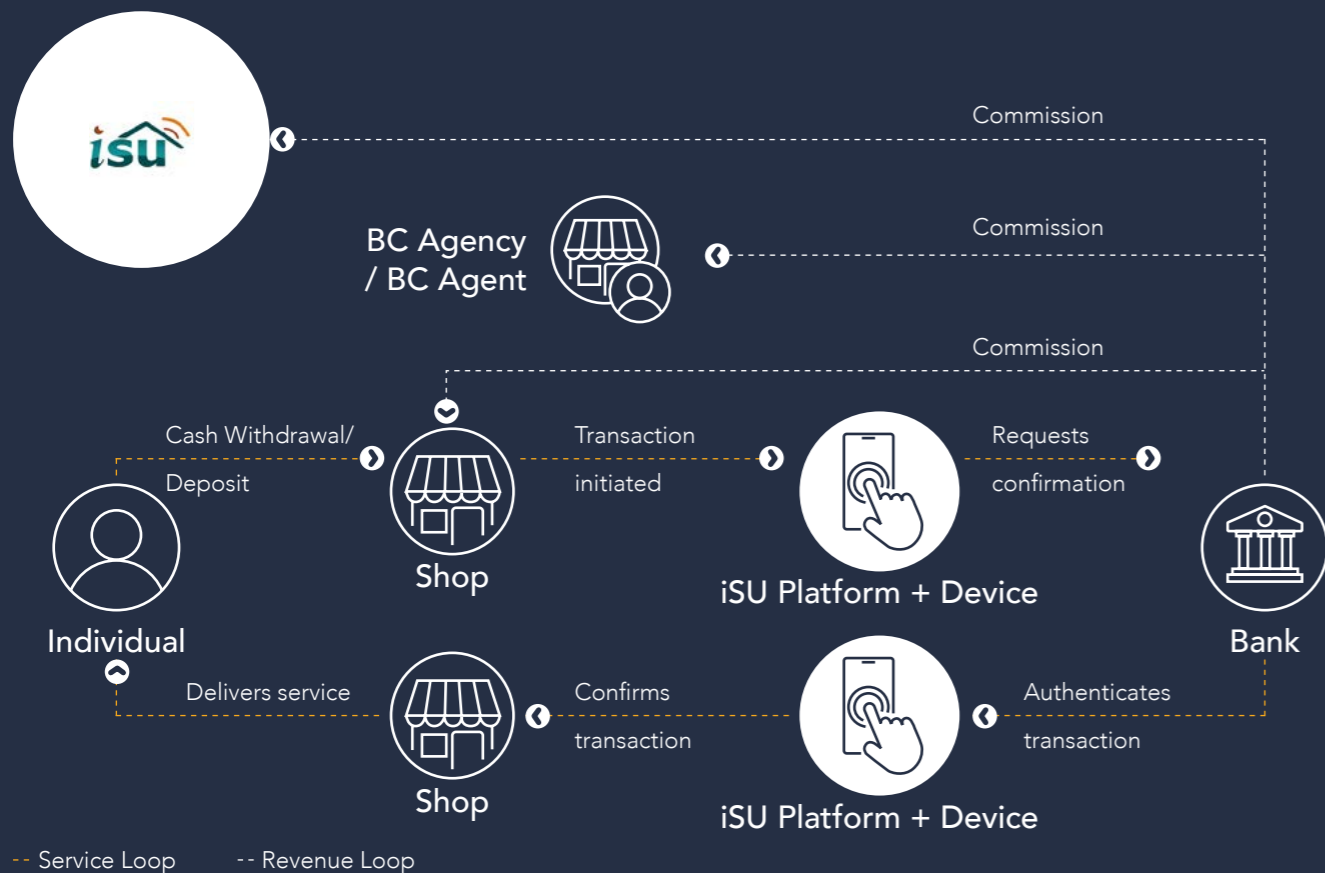 isu
Commission
Commission
BC Agency
/ BC Agent
Commission
Cash Withdrawal/
Deposit
Transaction
initiated
Requests
confirmation
Shop
iSU Platform + Device
Individual
Bank
Delivers service
Confirms
transaction
Authenticates
transaction
Shop
iSU Platform + Device
-- Service Loop
-- Revenue Loop